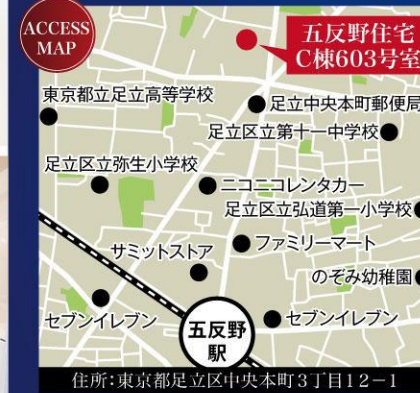 ACCESS
MAP
五反野住宅
C棟603号室
東京都立足立高等学校
足立中央本町郵便局
足立区立第十一中学校
足立区立弥生小学校
ニコニコレンタカー
足立区立弘道第一小学校
サミットストア
ファミリーマート
のぞみ幼稚園
セブンイレブン
セブンイレブン
五反野
駅
住所:東京都足立区中央本町3丁目12-1